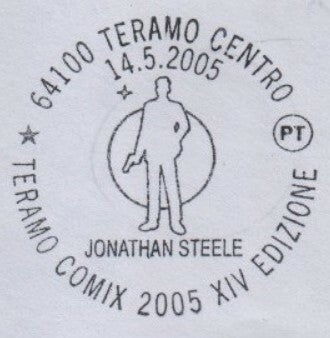 64100 TERAMO CENTRO
14.5.2005
PT
JONATHAN STEELE
TERAMO COMIX 2005 XIV EDIZIONE